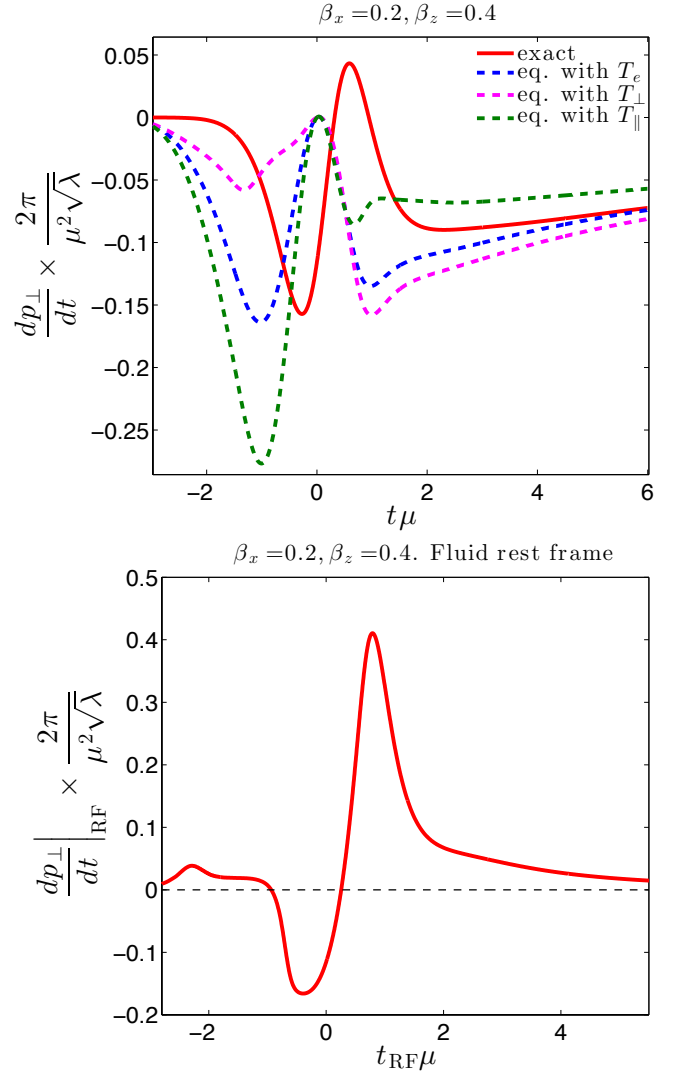 β_x =0.2, β_z =0.4
exact
eq. with T_e
eq. with T_⊥
eq. with T_∥
0.05
0
−0.05
−0.1
−0.15
−0.2
−0.25
dp_⊥/dt × 2π/(μ²√λ)
−2 0 2 4 6
tμ
β_x =0.2, β_z =0.4. Fluid rest frame
0.5
0.4
0.3
0.2
0.1
0
−0.1
−0.2
dp_⊥/dt|_RF × 2π/(μ²√λ)
−2 0 2 4
t_RF μ